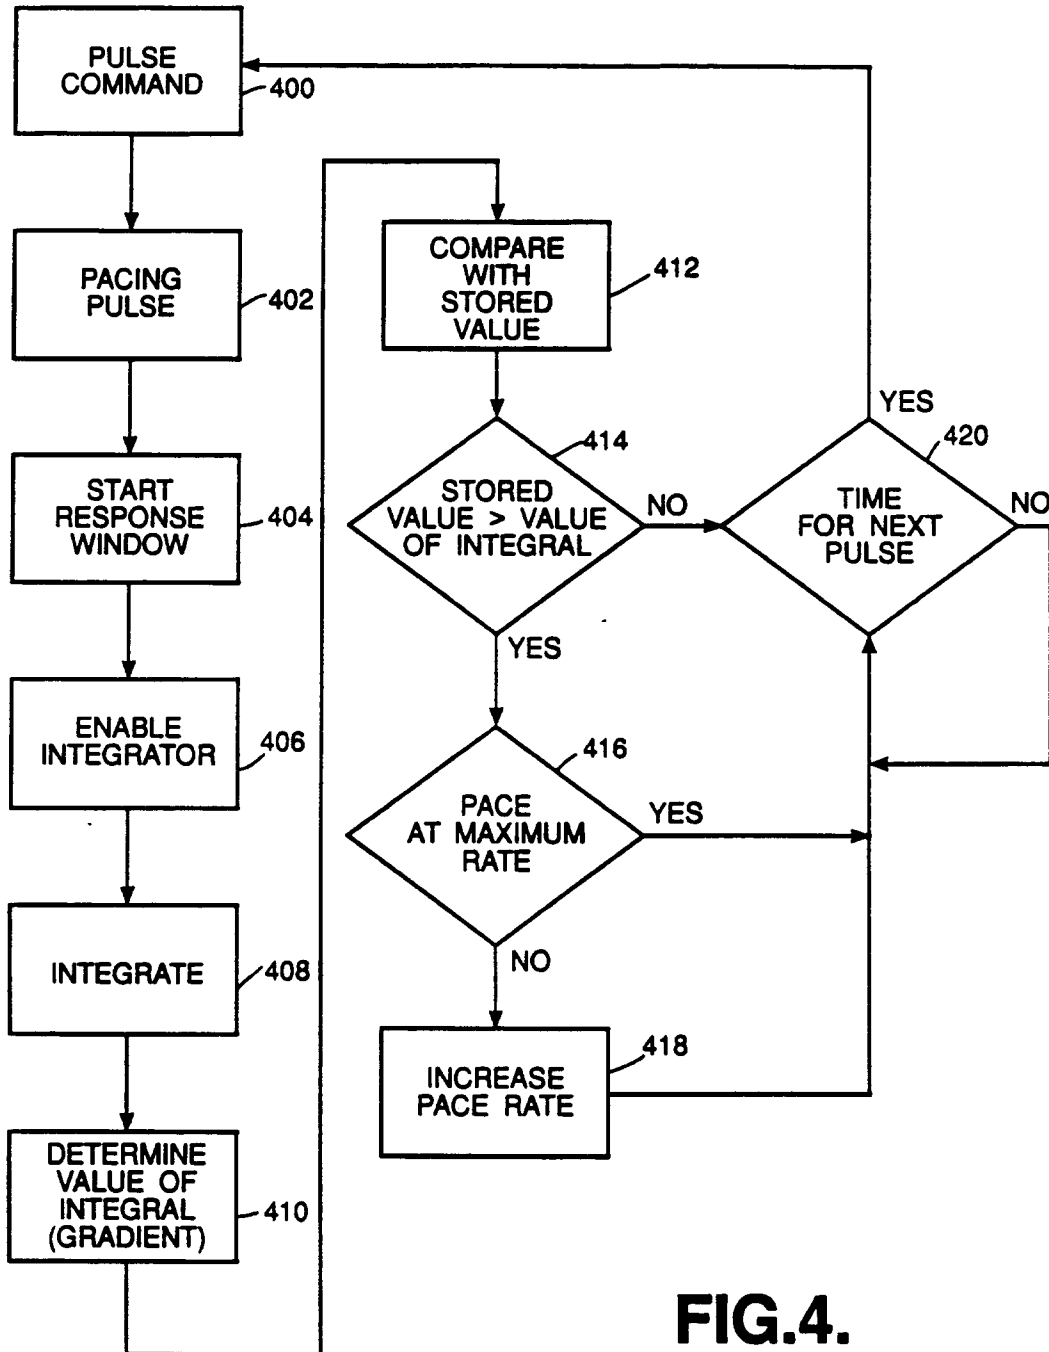 PULSE
COMMAND
400
PACING
PULSE
402
START
RESPONSE
WINDOW
404
ENABLE
INTEGRATOR
406
INTEGRATE
408
DETERMINE
VALUE OF
INTEGRAL
(GRADIENT)
410
COMPARE
WITH
STORED
VALUE
412
STORED
VALUE > VALUE
OF INTEGRAL
414
NO
YES
PACE
AT MAXIMUM
RATE
416
YES
NO
INCREASE
PACE RATE
418
TIME
FOR NEXT
PULSE
420
YES
NO
FIG.4.